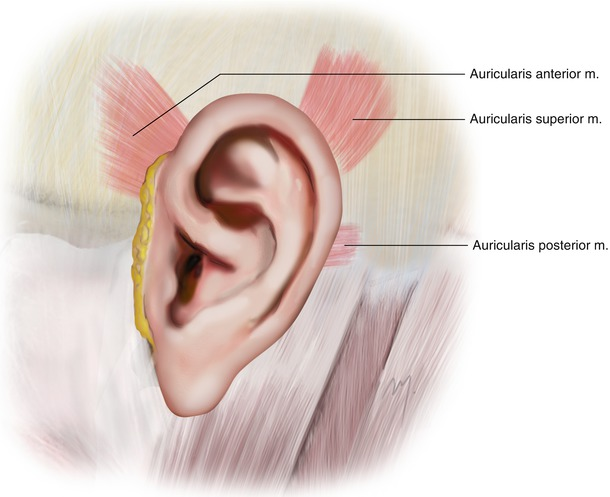 Auricularis anterior m.
Auricularis superior m.
Auricularis posterior m.